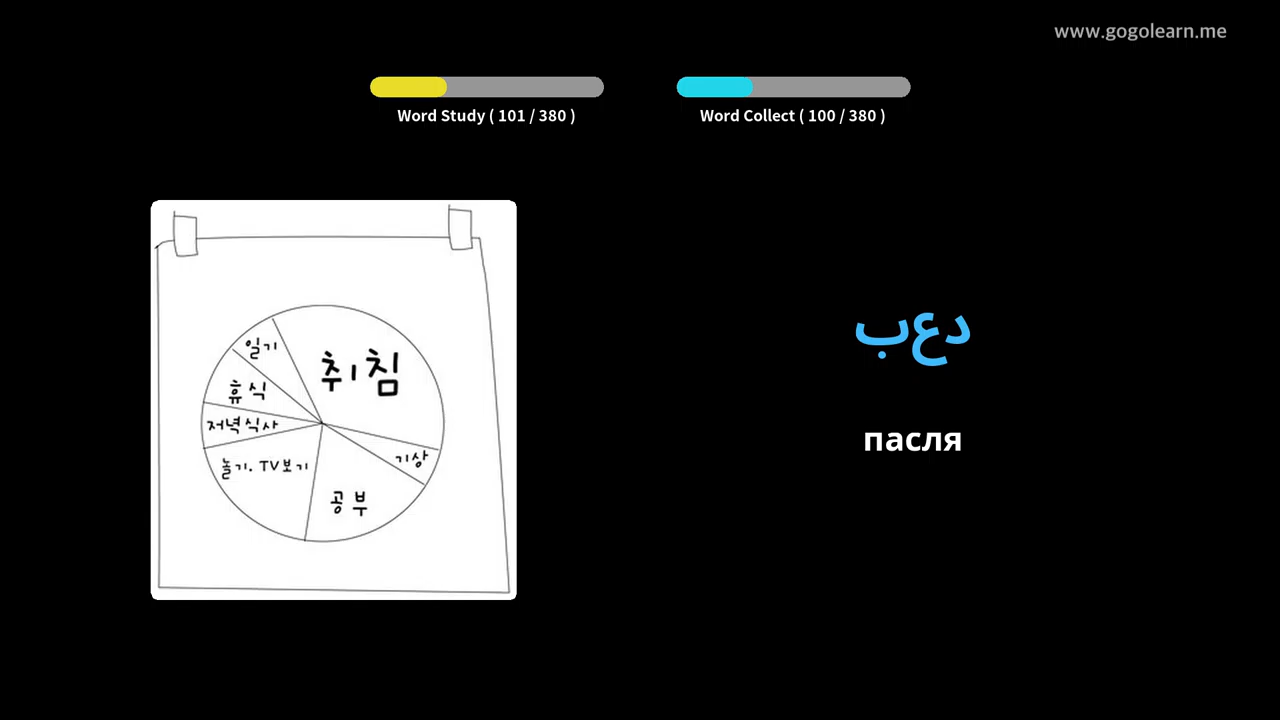 www.gogolearn.me
Word Study ( 101 / 380 )
Word Collect ( 100 / 380 )
일기
취침
휴식
저녁식사
기상
놀기. TV보기
공부
دعب
пасля